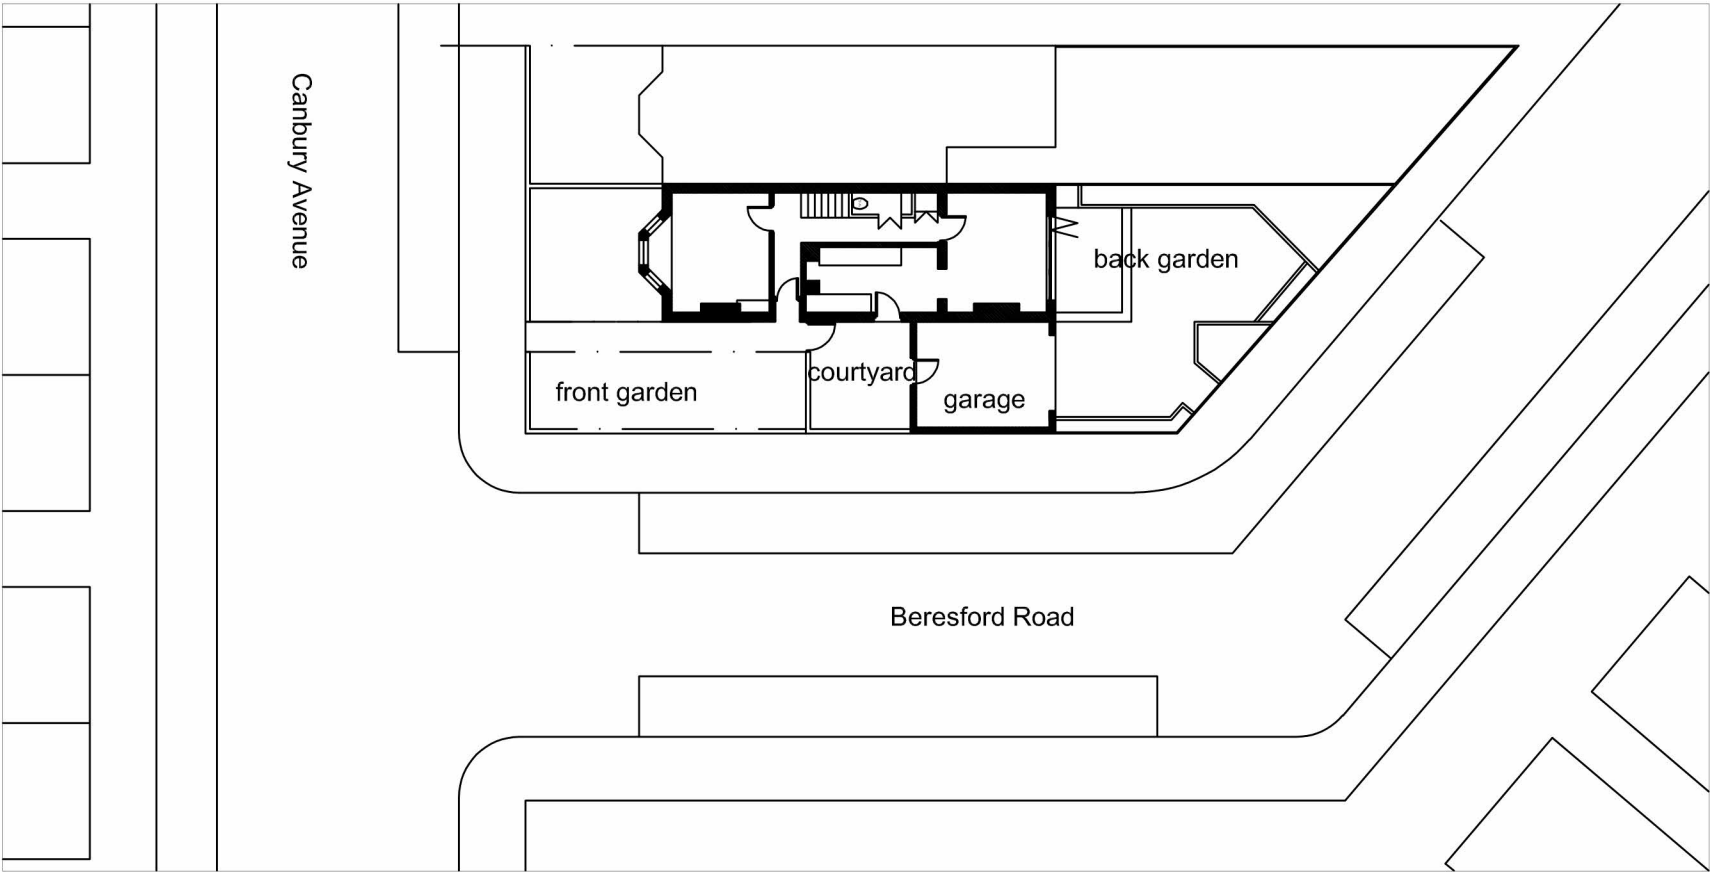 Canbury Avenue
back garden
front garden
courtyard
garage
Beresford Road